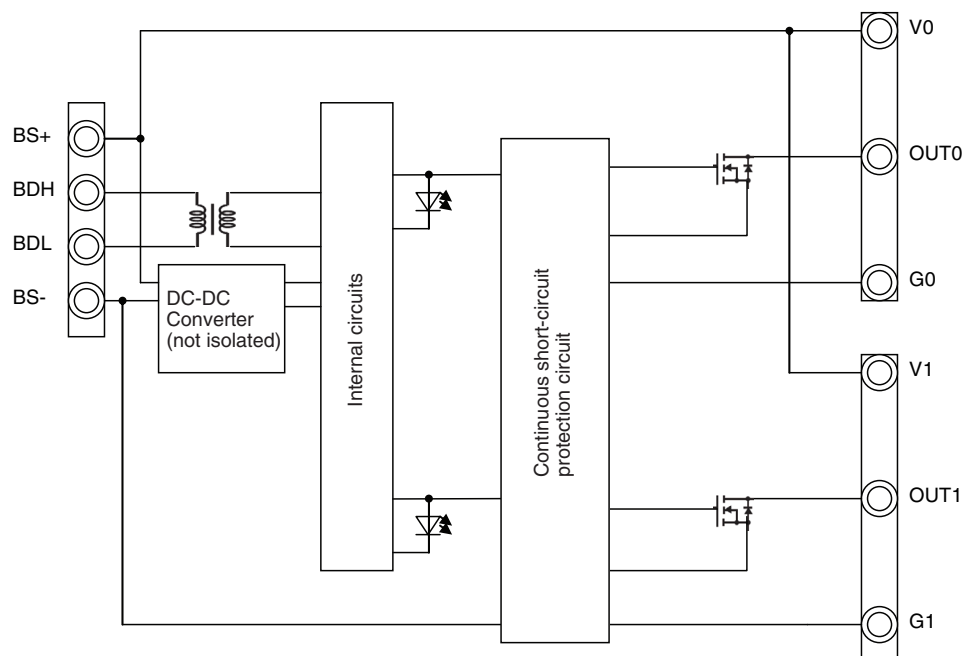 V0
BS+
OUT0
BDH
BDL
G0
BS-
DC-DC
Converter
(not isolated)
Internal circuits
Continuous short-circuit
protection circuit
V1
OUT1
G1